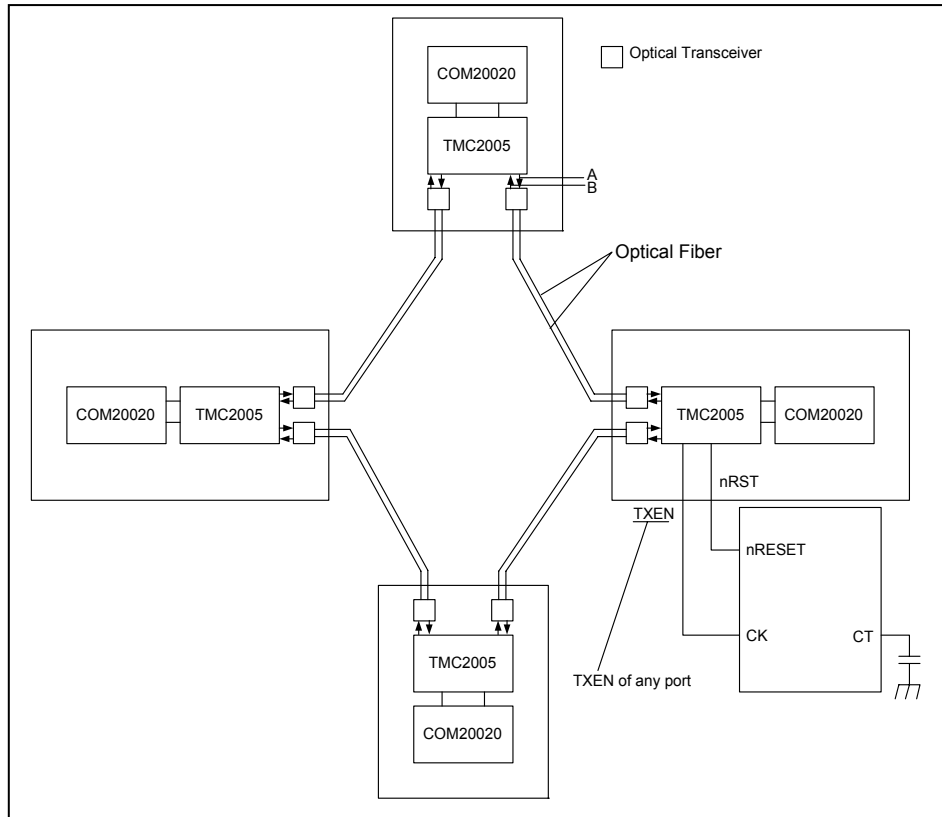 COM20020
Optical Transceiver
TMC2005
A
B
Optical Fiber
COM20020
TMC2005
TMC2005
COM20020
nRST
TXEN
nRESET
CK
CT
TMC2005
TXEN of any port
COM20020